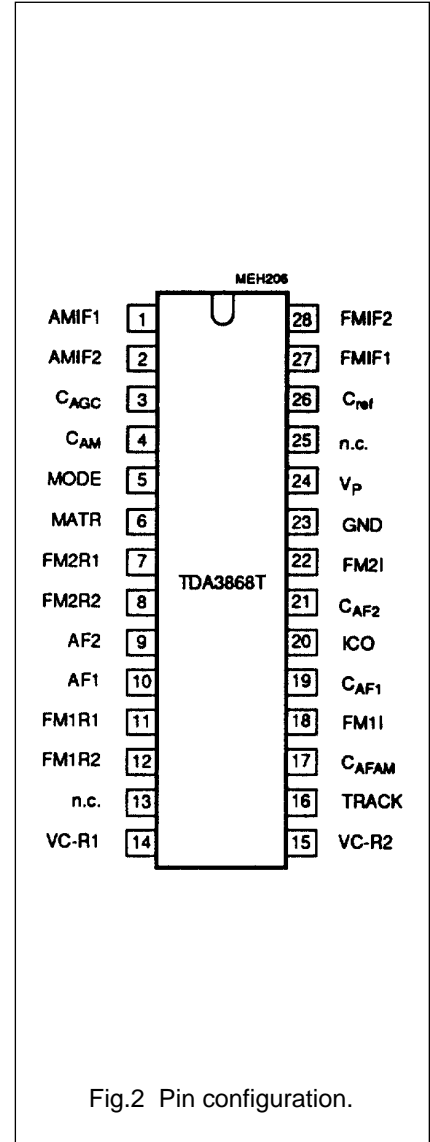 MEH206
AMIF1 1 28 FMIF2
AMIF2 2 27 FMIF1
CAGC 3 26 Cref
CAM 4 25 n.c.
MODE 5 24 VP
MATR 6 23 GND
FM2R1 7 22 FM2I
TDA3868T
FM2R2 8 21 CAF2
AF2 9 20 ICO
AF1 10 19 CAF1
FM1R1 11 18 FM1I
FM1R2 12 17 CAFAM
n.c. 13 16 TRACK
VC-R1 14 15 VC-R2
Fig.2 Pin configuration.